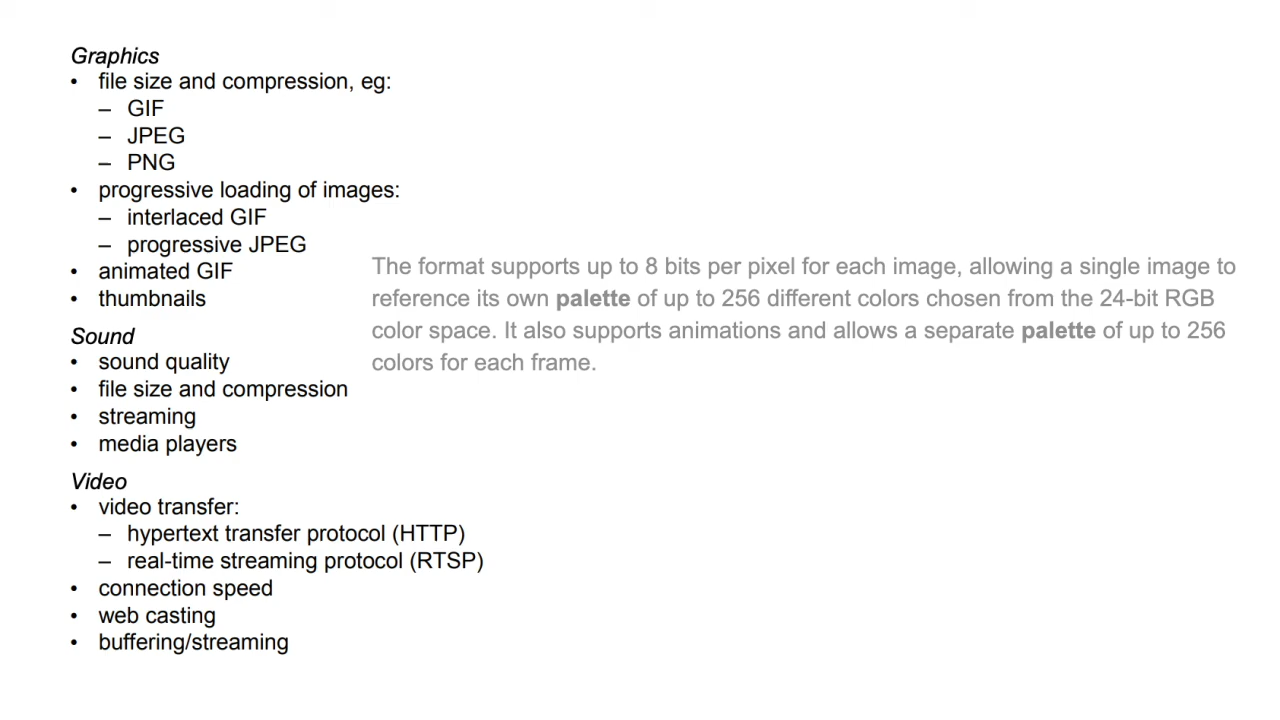 Graphics
• file size and compression, eg:
– GIF
– JPEG
– PNG
• progressive loading of images:
– interlaced GIF
– progressive JPEG
• animated GIF
• thumbnails
Sound
• sound quality
• file size and compression
• streaming
• media players
Video
• video transfer:
– hypertext transfer protocol (HTTP)
– real-time streaming protocol (RTSP)
• connection speed
• web casting
• buffering/streaming
The format supports up to 8 bits per pixel for each image, allowing a single image to
reference its own palette of up to 256 different colors chosen from the 24-bit RGB
color space. It also supports animations and allows a separate palette of up to 256
colors for each frame.